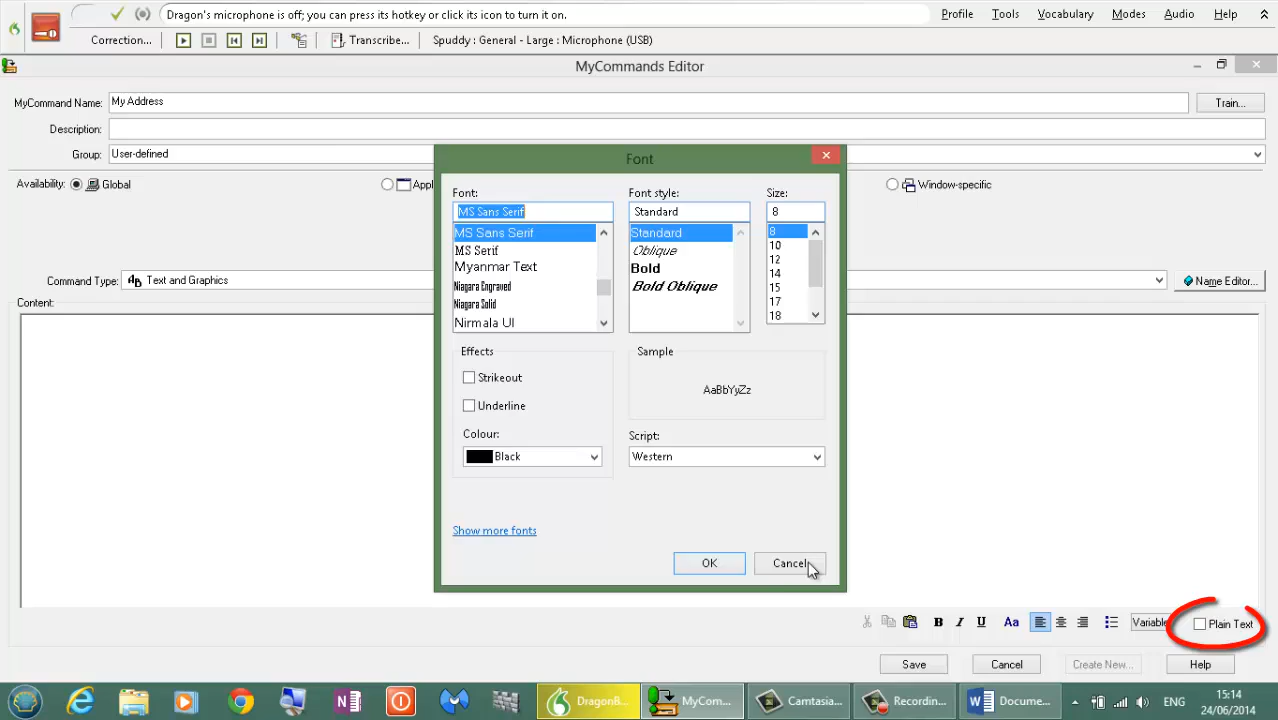 Dragon's microphone is off; you can press its hotkey or click its icon to turn it on.
Profile Tools Vocabulary Modes Audio Help
Correction... Transcribe... Spuddy : General - Large : Microphone (USB)
MyCommands Editor
MyCommand Name: My Address Train...
Description:
Group: User-defined
Availability: Global Appl Window-specific
Command Type: Text and Graphics Name Editor...
Content:
Font
Font: Font style: Size:
MS Sans Serif Standard 8
MS Sans Serif Standard 8
MS Serif Oblique 10
Myanmar Text Bold 12
Niagara Engraved Bold Oblique 14
Niagara Solid 15
Nirmala UI 17
18
Effects Sample
Strikeout AaBbYyZz
Underline
Colour: Script:
Black Western
Show more fonts
OK Cancel
B I U Aa Variable Plain Text
Save Cancel Create New... Help
DragonB... MyCom... Camtasia... Recordin... Docume... ENG 15:14
24/06/2014